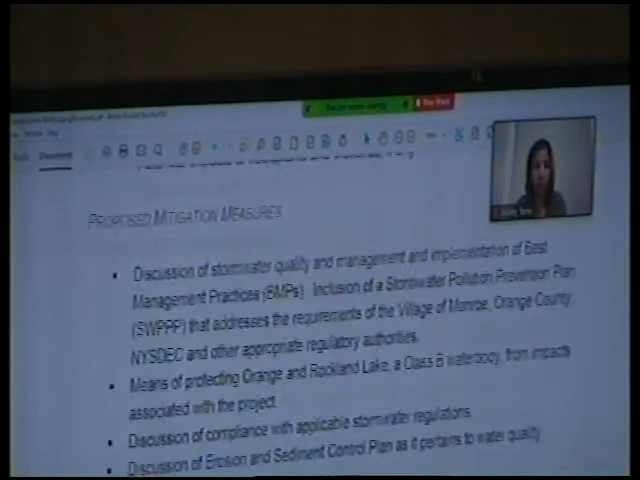 PROPOSED MITIGATION MEASURES
• Discussion of stormwater quality and management and implementation of Best
Management Practices (BMPs) Inclusion of a Stormwater Pollution Prevention Plan
(SWPPP) that addresses the requirements of the Village of Monroe, Orange County,
NYSDEC and other appropriate regulatory authorities.
• Means of protecting Orange and Rockland Lake, a Class B waterbody, from impacts
associated with the project.
• Discussion of compliance with applicable stormwater regulations.
• Discussion of Erosion and Sediment Control Plan as it pertains to water quality